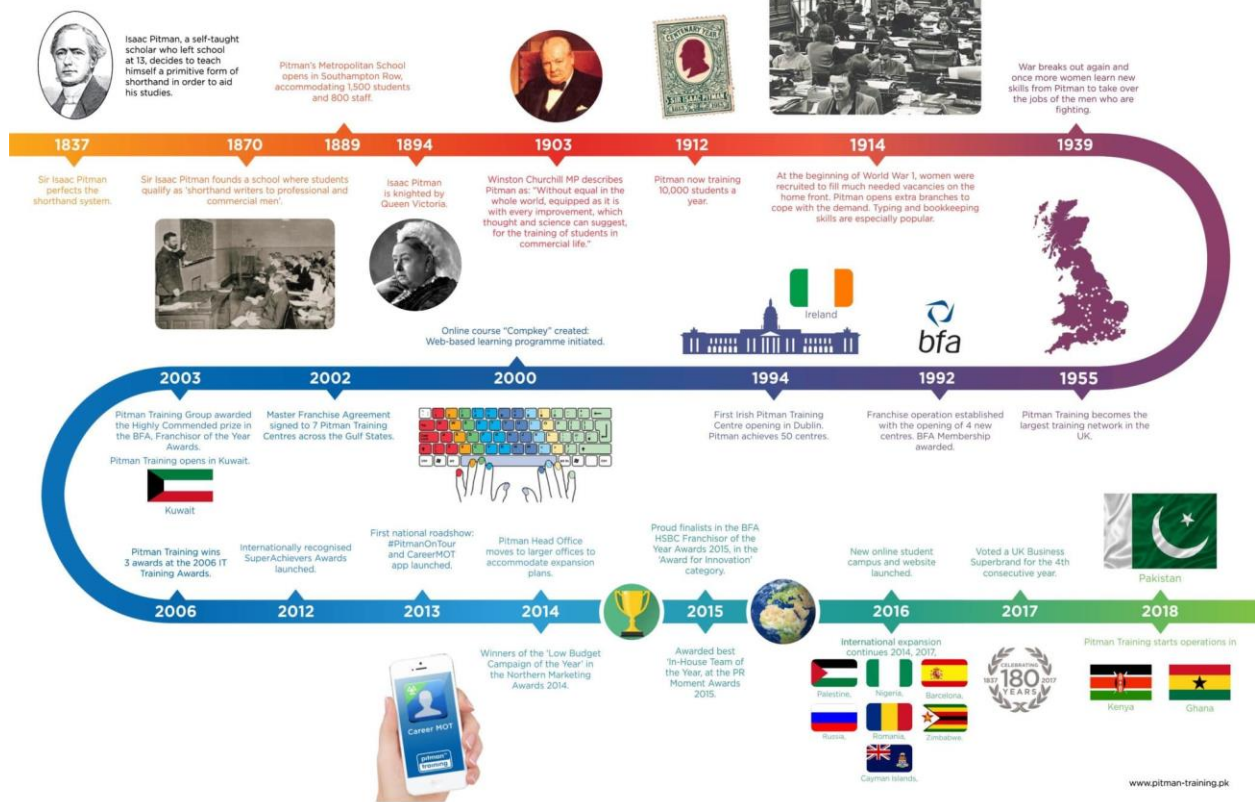 Isaac Pitman, a self-taught
scholar who left school
at 13, decides to teach
himself a primitive form of
shorthand in order to aid
his studies.
Pitman's Metropolitan School
opens in Southampton Row,
accommodating 1,500 students
and 800 staff.
CENTENARY YEAR
SIR ISAAC PITMAN
1813 1913
War breaks out again and
once more women learn new
skills from Pitman to take over
the jobs of the men who are
fighting.
1837
1870
1889
1894
1903
1912
1914
1939
Sir Isaac Pitman
perfects the
shorthand system.
Sir Isaac Pitman founds a school where students
qualify as 'shorthand writers to professional and
commercial men'.
Isaac Pitman
is knighted by
Queen Victoria.
Winston Churchill MP describes
Pitman as: "Without equal in the
whole world, equipped as it is
with every improvement, which
thought and science can suggest,
for the training of students in
commercial life."
Pitman now training
10,000 students a
year.
At the beginning of World War 1, women were
recruited to fill much needed vacancies on the
home front. Pitman opens extra branches to
cope with the demand. Typing and bookkeeping
skills are especially popular.
Ireland
bfa
Online course "Compkey" created:
Web-based learning programme initiated.
2003
2002
2000
1994
1992
1955
Pitman Training Group awarded
the Highly Commended prize in
the BFA, Franchisor of the Year
Awards.
Pitman Training opens in Kuwait.
Kuwait
Master Franchise Agreement
signed to 7 Pitman Training
Centres across the Gulf States.
First Irish Pitman Training
Centre opening in Dublin.
Pitman achieves 50 centres.
Franchise operation established
with the opening of 4 new
centres. BFA Membership
awarded.
Pitman Training becomes the
largest training network in the
UK.
Pitman Training wins
3 awards at the 2006 IT
Training Awards.
Internationally recognised
SuperAchievers Awards
launched.
First national roadshow:
#PitmanOnTour
and CareerMOT
app launched.
Pitman Head Office
moves to larger offices to
accommodate expansion
plans.
Proud finalists in the BFA
HSBC Franchisor of the
Year Awards 2015, in the
'Award for Innovation'
category.
New online student
campus and website
launched.
Voted a UK Business
Superbrand for the 4th
consecutive year.
Pakistan
2006
2012
2013
2014
2015
2016
2017
2018
Career MOT
pitman
training
Winners of the 'Low Budget
Campaign of the Year' in
the Northern Marketing
Awards 2014.
Awarded best
'In-House Team of
the Year, at the PR
Moment Awards
2015.
International expansion
continues 2014, 2017,
Palestine,
Nigeria,
Barcelona,
Russia,
Romania,
Zimbabwe,
Cayman Islands,
CELEBRATING
1837 180 2017
YEARS
Pitman Training starts operations in
Kenya
Ghana
www.pitman-training.pk